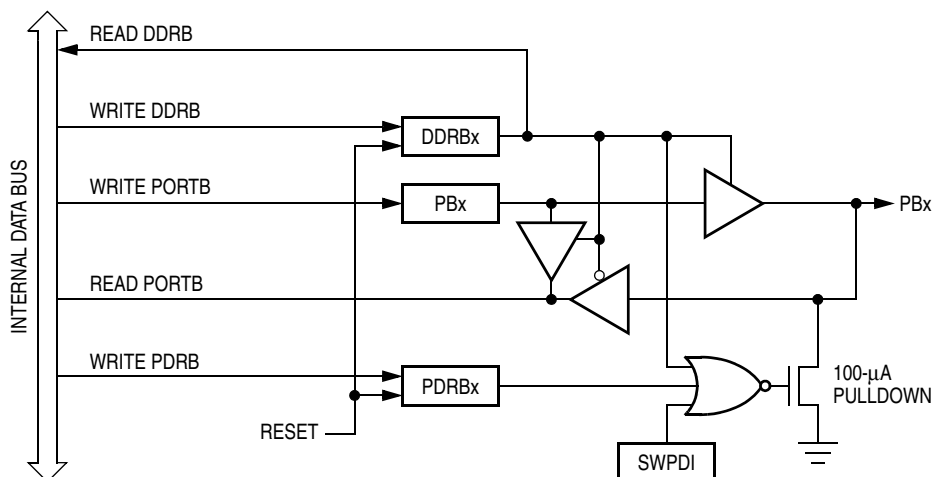 READ DDRB
WRITE DDRB
DDRBx
WRITE PORTB
PBx
PBx
INTERNAL DATA BUS
READ PORTB
WRITE PDRB
PDRBx
100-μA
PULLDOWN
RESET
SWPDI